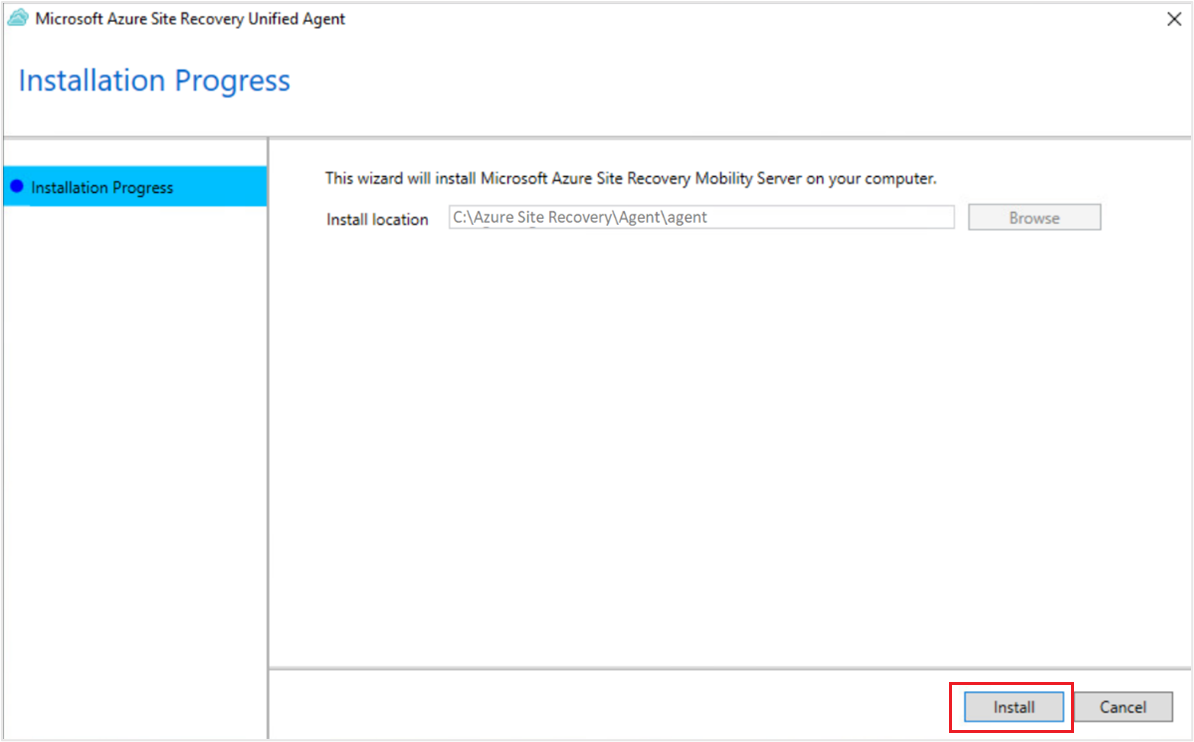 Microsoft Azure Site Recovery Unified Agent
Installation Progress
Installation Progress
This wizard will install Microsoft Azure Site Recovery Mobility Server on your computer.
Install location C:\Azure Site Recovery\Agent\agent Browse
Install Cancel